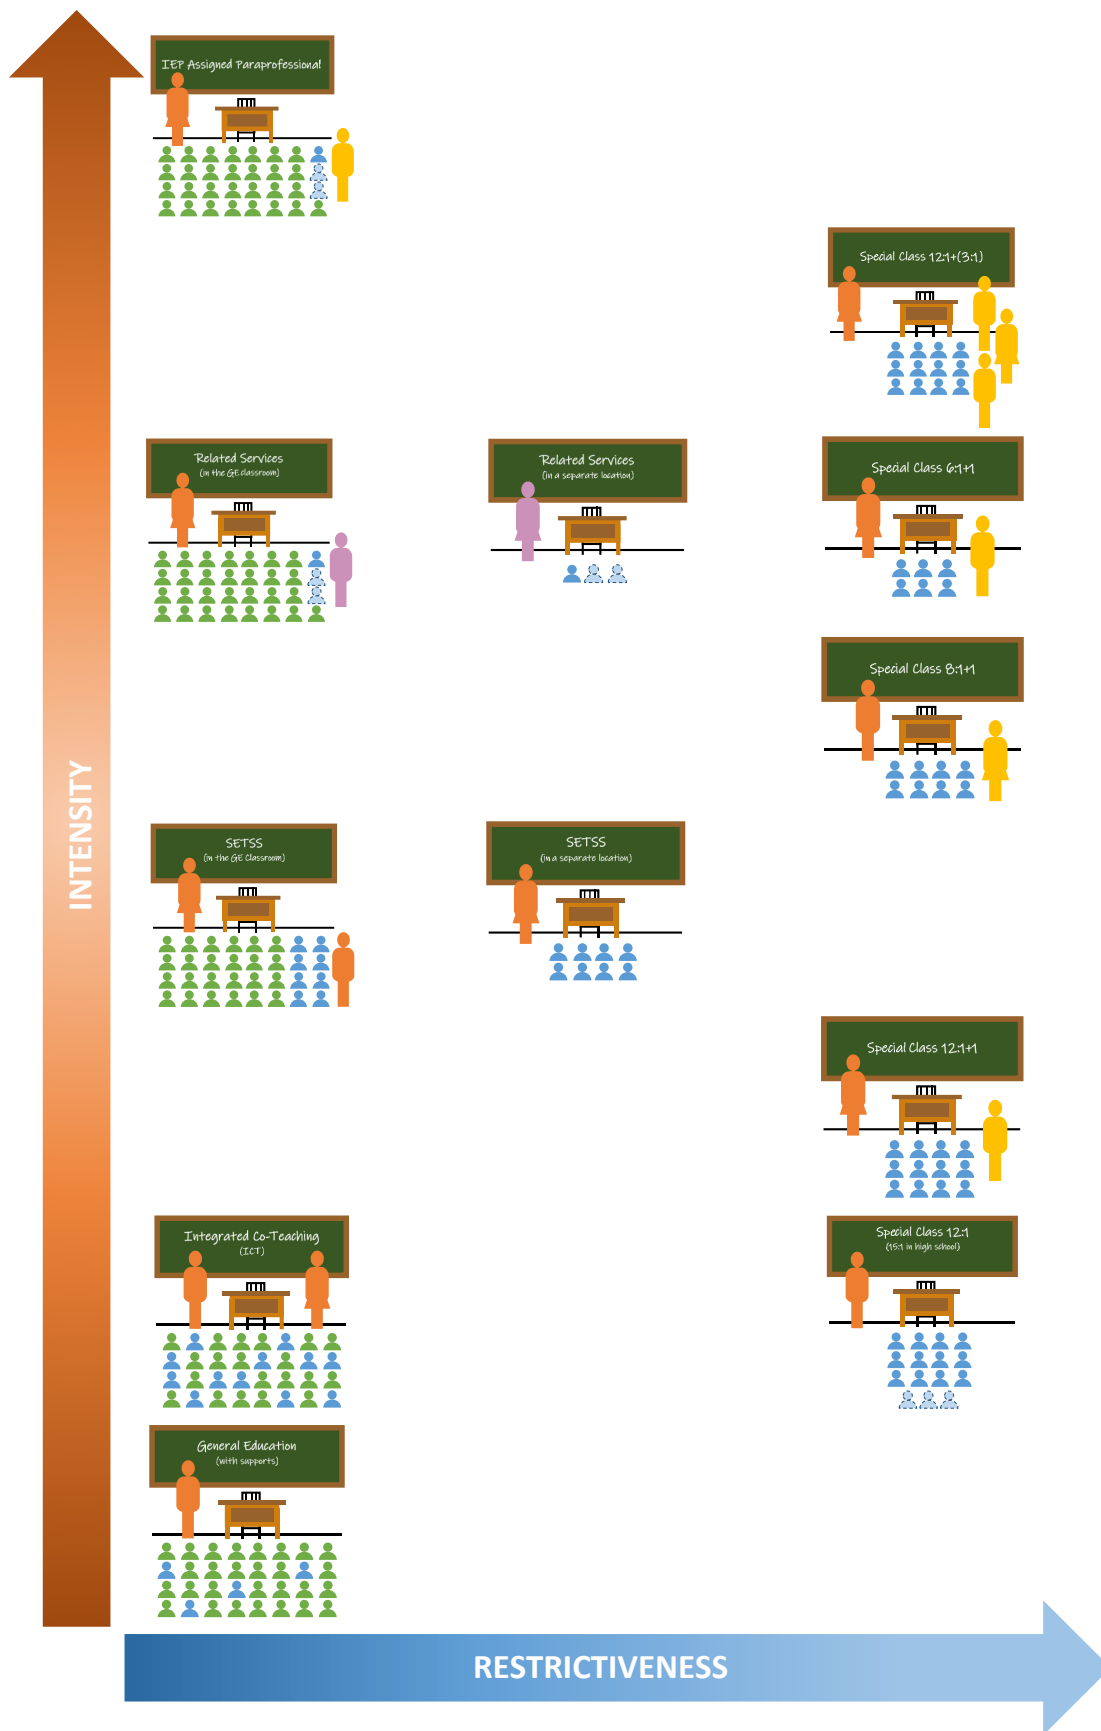 IEP Assigned Paraprofessional
Special Class 12:1+(3:1)
Related Services
(in the GE classroom)
Related Services
(in a separate location)
Special Class 6:1+1
Special Class 8:1+1
INTENSITY
SETSS
(in the GE Classroom)
SETSS
(in a separate location)
Special Class 12:1+1
Integrated Co-Teaching
(ICT)
Special Class 12:1
(15:1 in high school)
General Education
(with supports)
RESTRICTIVENESS